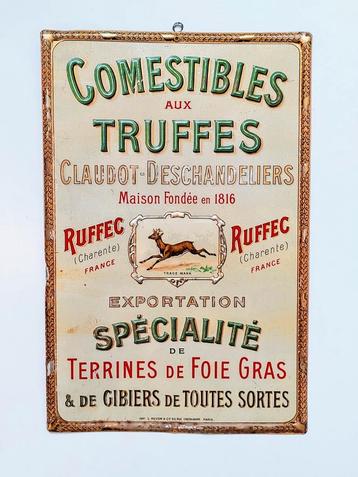 COMESTIBLES
AUX
TRUFFES
CLAUDOT-DESCHANDELIERS
Maison Fondée en 1816
RUFFEC
(Charente)
FRANCE
TRADE MARK
RUFFEC
(Charente)
FRANCE
EXPORTATION
SPÉCIALITÉ
DE
TERRINES DE FOIE GRAS
& DE GIBIERS DE TOUTES SORTES
PARIS